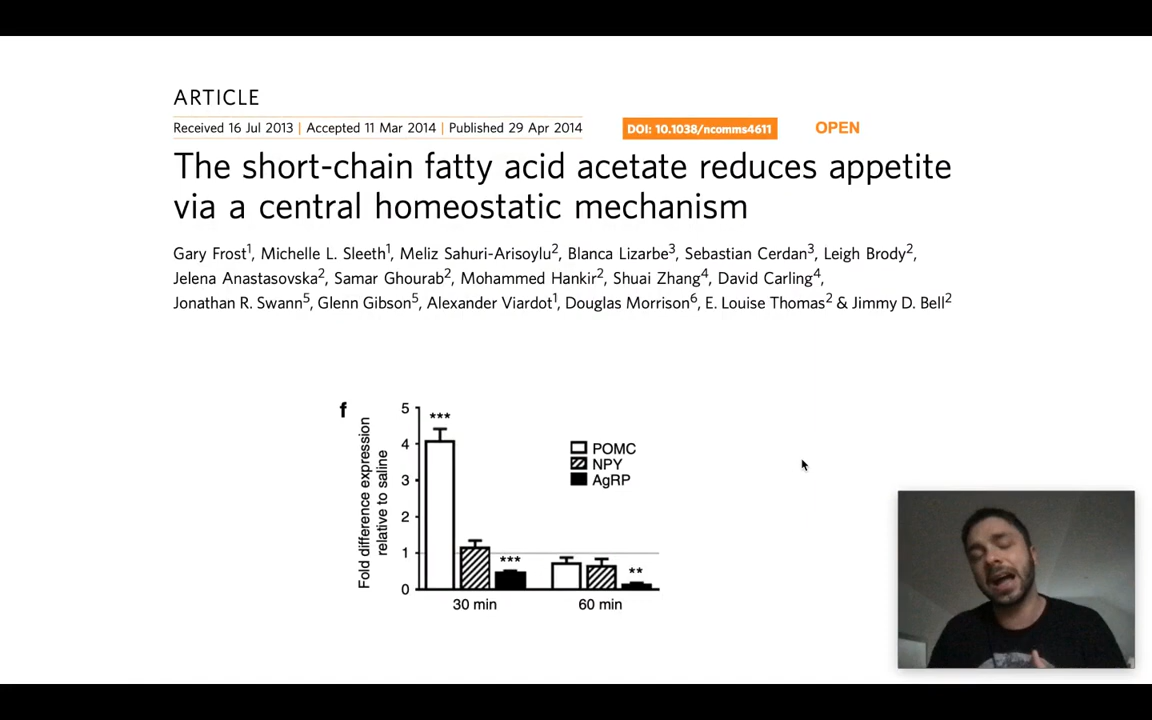 ARTICLE
Received 16 Jul 2013 | Accepted 11 Mar 2014 | Published 29 Apr 2014
DOI: 10.1038/ncomms4611
OPEN
The short-chain fatty acid acetate reduces appetite
via a central homeostatic mechanism
Gary Frost1, Michelle L. Sleeth1, Meliz Sahuri-Arisoylu2, Blanca Lizarbe3, Sebastian Cerdan3, Leigh Brody2,
Jelena Anastasovska2, Samar Ghourab2, Mohammed Hankir2, Shuai Zhang4, David Carling4,
Jonathan R. Swann5, Glenn Gibson5, Alexander Viardot1, Douglas Morrison6, E. Louise Thomas2 & Jimmy D. Bell2
f
Fold difference expression
relative to saline
5
4
3
2
1
0
***
***
**
POMC
NPY
AgRP
30 min
60 min